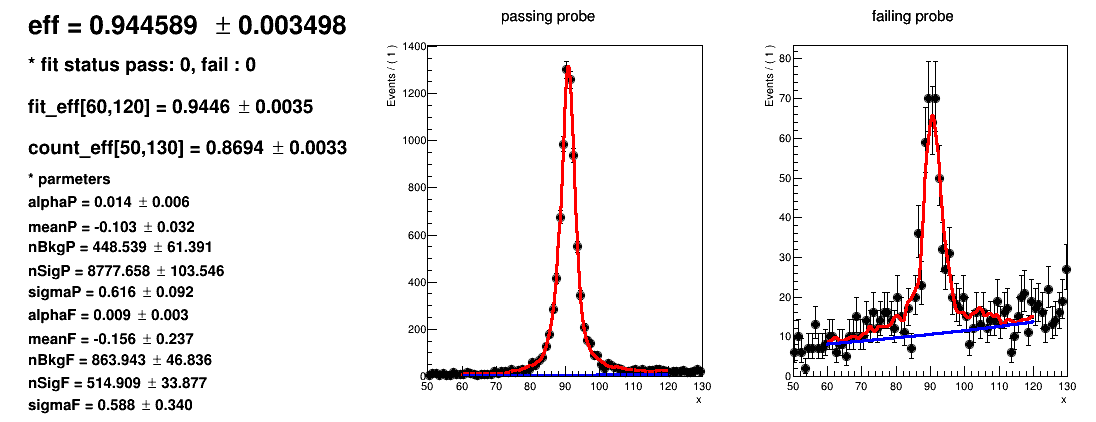 eff = 0.944589 ± 0.003498
* fit status pass: 0, fail : 0
fit_eff[60,120] = 0.9446 ± 0.0035
count_eff[50,130] = 0.8694 ± 0.0033
* parmeters
alphaP = 0.014 ± 0.006
meanP = -0.103 ± 0.032
nBkgP = 448.539 ± 61.391
nSigP = 8777.658 ± 103.546
sigmaP = 0.616 ± 0.092
alphaF = 0.009 ± 0.003
meanF = -0.156 ± 0.237
nBkgF = 863.943 ± 46.836
nSigF = 514.909 ± 33.877
sigmaF = 0.588 ± 0.340
passing probe
Events / ( 1 )
1400
1200
1000
800
600
400
200
0
50 60 70 80 90 100 110 120 130
x
failing probe
Events / ( 1 )
80
70
60
50
40
30
20
10
0
50 60 70 80 90 100 110 120 130
x